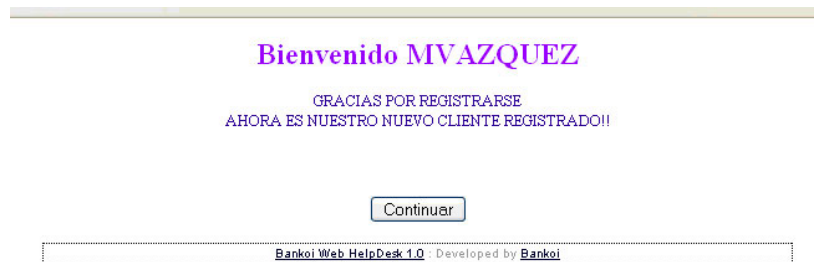 Bienvenido MVAZQUEZ
GRACIAS POR REGISTRARSE
AHORA ES NUESTRO NUEVO CLIENTE REGISTRADO!!
Continuar
Bankoi Web HelpDesk 1.0 : Developed by Bankoi